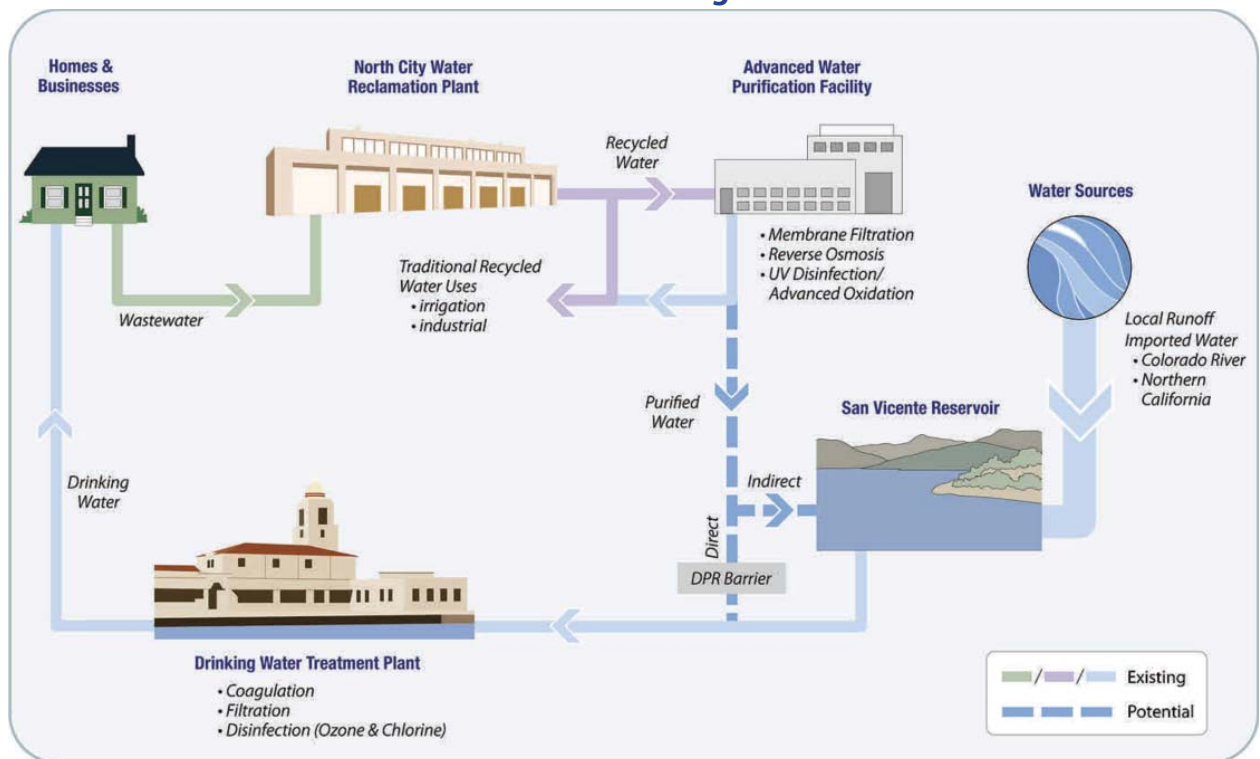 Homes &
Businesses
North City Water
Reclamation Plant
Advanced Water
Purification Facility
Recycled
Water
Water Sources
• Membrane Filtration
• Reverse Osmosis
• UV Disinfection/
Advanced Oxidation
Traditional Recycled
Water Uses
• irrigation
• industrial
Wastewater
Local Runoff
Imported Water
• Colorado River
• Northern
California
Purified
Water
San Vicente Reservoir
Drinking
Water
Indirect
Direct
DPR Barrier
Drinking Water Treatment Plant
• Coagulation
• Filtration
• Disinfection (Ozone & Chlorine)
/ / Existing
Potential